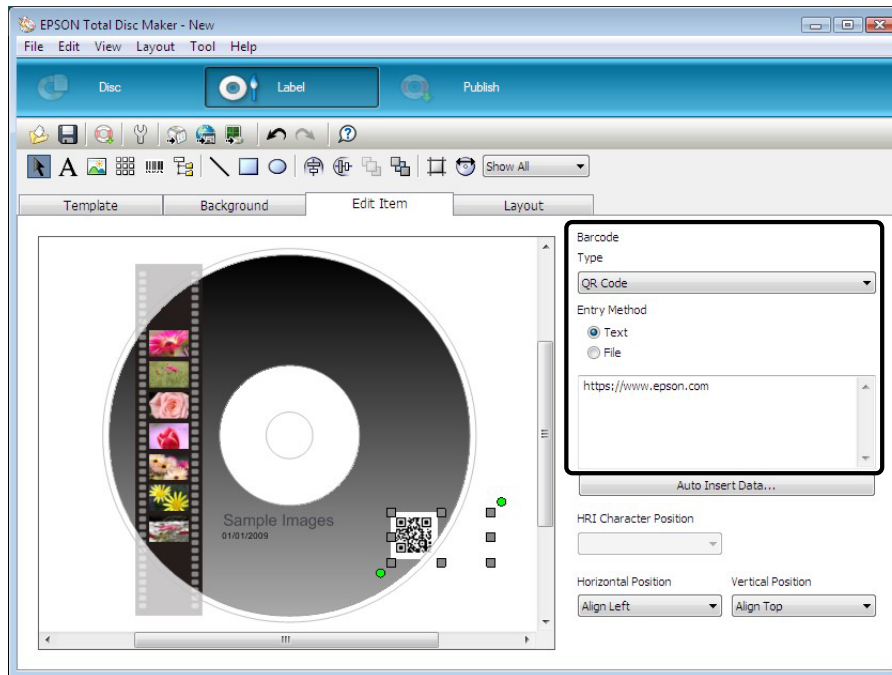 EPSON Total Disc Maker - New
File Edit View Layout Tool Help
Disc Label Publish
A Show All
Template Background Edit Item Layout
Barcode
Type
QR Code
Entry Method
Text
File
https://www.epson.com
Auto Insert Data...
Sample Images
01/01/2009
HRI Character Position
Horizontal Position Vertical Position
Align Left Align Top